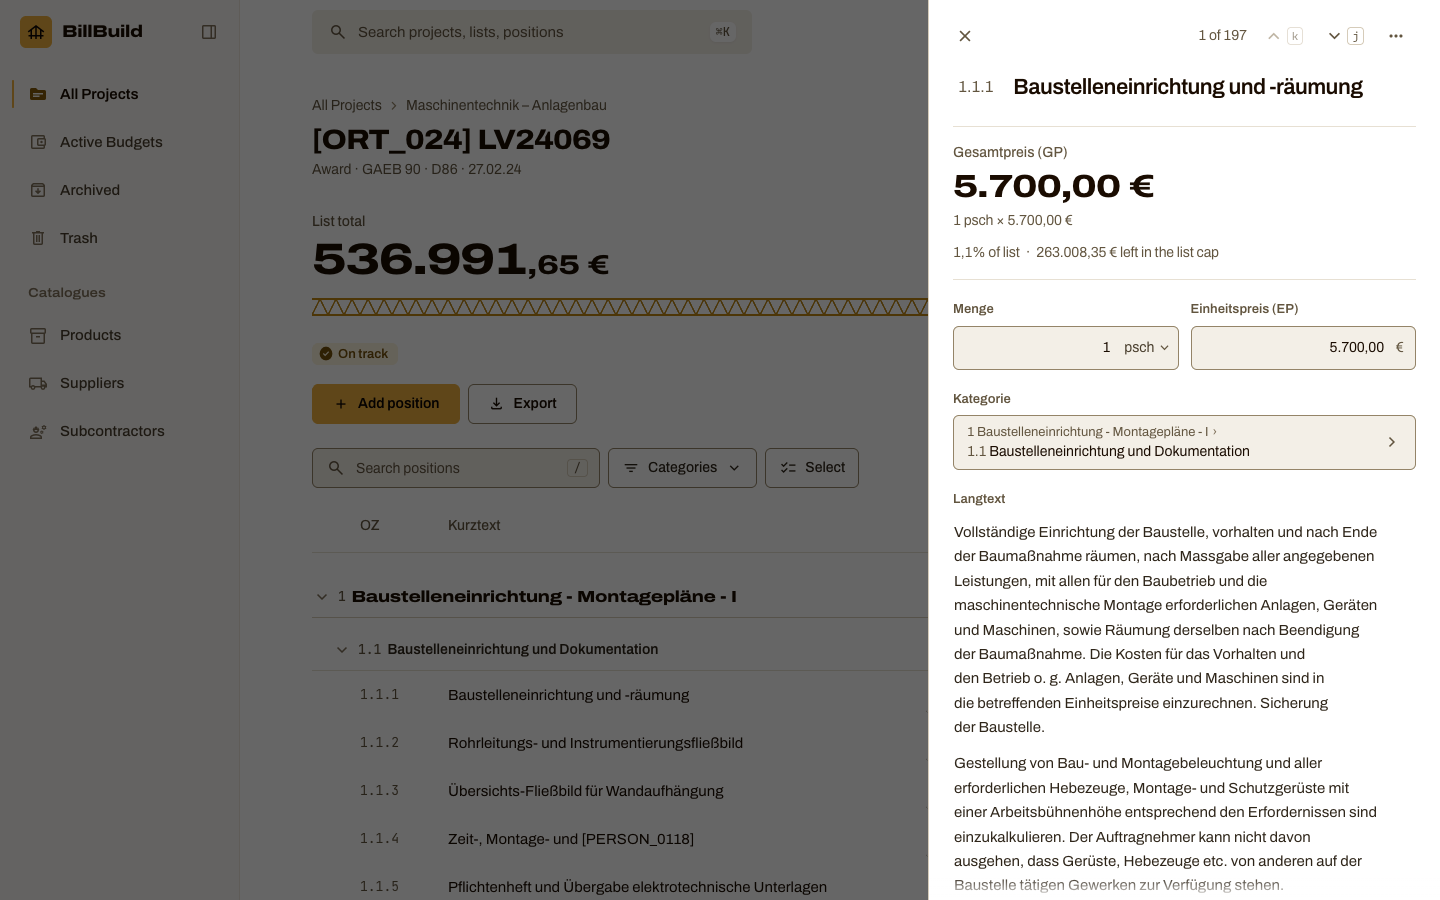 BillBuild
All Projects
Active Budgets
Archived
Trash
Catalogues
Products
Suppliers
Subcontractors
Search projects, lists, positions ⌘K
All Projects › Maschinentechnik – Anlagenbau
[ORT_024] LV24069
Award · GAEB 90 · D86 · 27.02.24
List total
536.991,65 €
On track
+ Add position
Export
Search positions /
Categories
Select
OZ Kurztext
1 Baustelleneinrichtung - Montagepläne - I
1.1 Baustelleneinrichtung und Dokumentation
1.1.1 Baustelleneinrichtung und -räumung
1.1.2 Rohrleitungs- und Instrumentierungsfließbild
1.1.3 Übersichts-Fließbild für Wandaufhängung
1.1.4 Zeit-, Montage- und [PERSON_0118]
1.1.5 Pflichtenheft und Übergabe elektrotechnische Unterlagen
1 of 197 k j
1.1.1 Baustelleneinrichtung und -räumung
Gesamtpreis (GP)
5.700,00 €
1 psch × 5.700,00 €
1,1% of list · 263.008,35 € left in the list cap
Menge
1 psch
Einheitspreis (EP)
5.700,00 €
Kategorie
1 Baustelleneinrichtung - Montagepläne - I ›
1.1 Baustelleneinrichtung und Dokumentation
Langtext
Vollständige Einrichtung der Baustelle, vorhalten und nach Ende
der Baumaßnahme räumen, nach Massgabe aller angegebenen
Leistungen, mit allen für den Baubetrieb und die
maschinentechnische Montage erforderlichen Anlagen, Geräten
und Maschinen, sowie Räumung derselben nach Beendigung
der Baumaßnahme. Die Kosten für das Vorhalten und
den Betrieb o. g. Anlagen, Geräte und Maschinen sind in
die betreffenden Einheitspreise einzurechnen. Sicherung
der Baustelle.
Gestellung von Bau- und Montagebeleuchtung und aller
erforderlichen Hebezeuge, Montage- und Schutzgerüste mit
einer Arbeitsbühnenhöhe entsprechend den Erfordernissen sind
einzukalkulieren. Der Auftragnehmer kann nicht davon
ausgehen, dass Gerüste, Hebezeuge etc. von anderen auf der
Baustelle tätigen Gewerken zur Verfügung stehen.